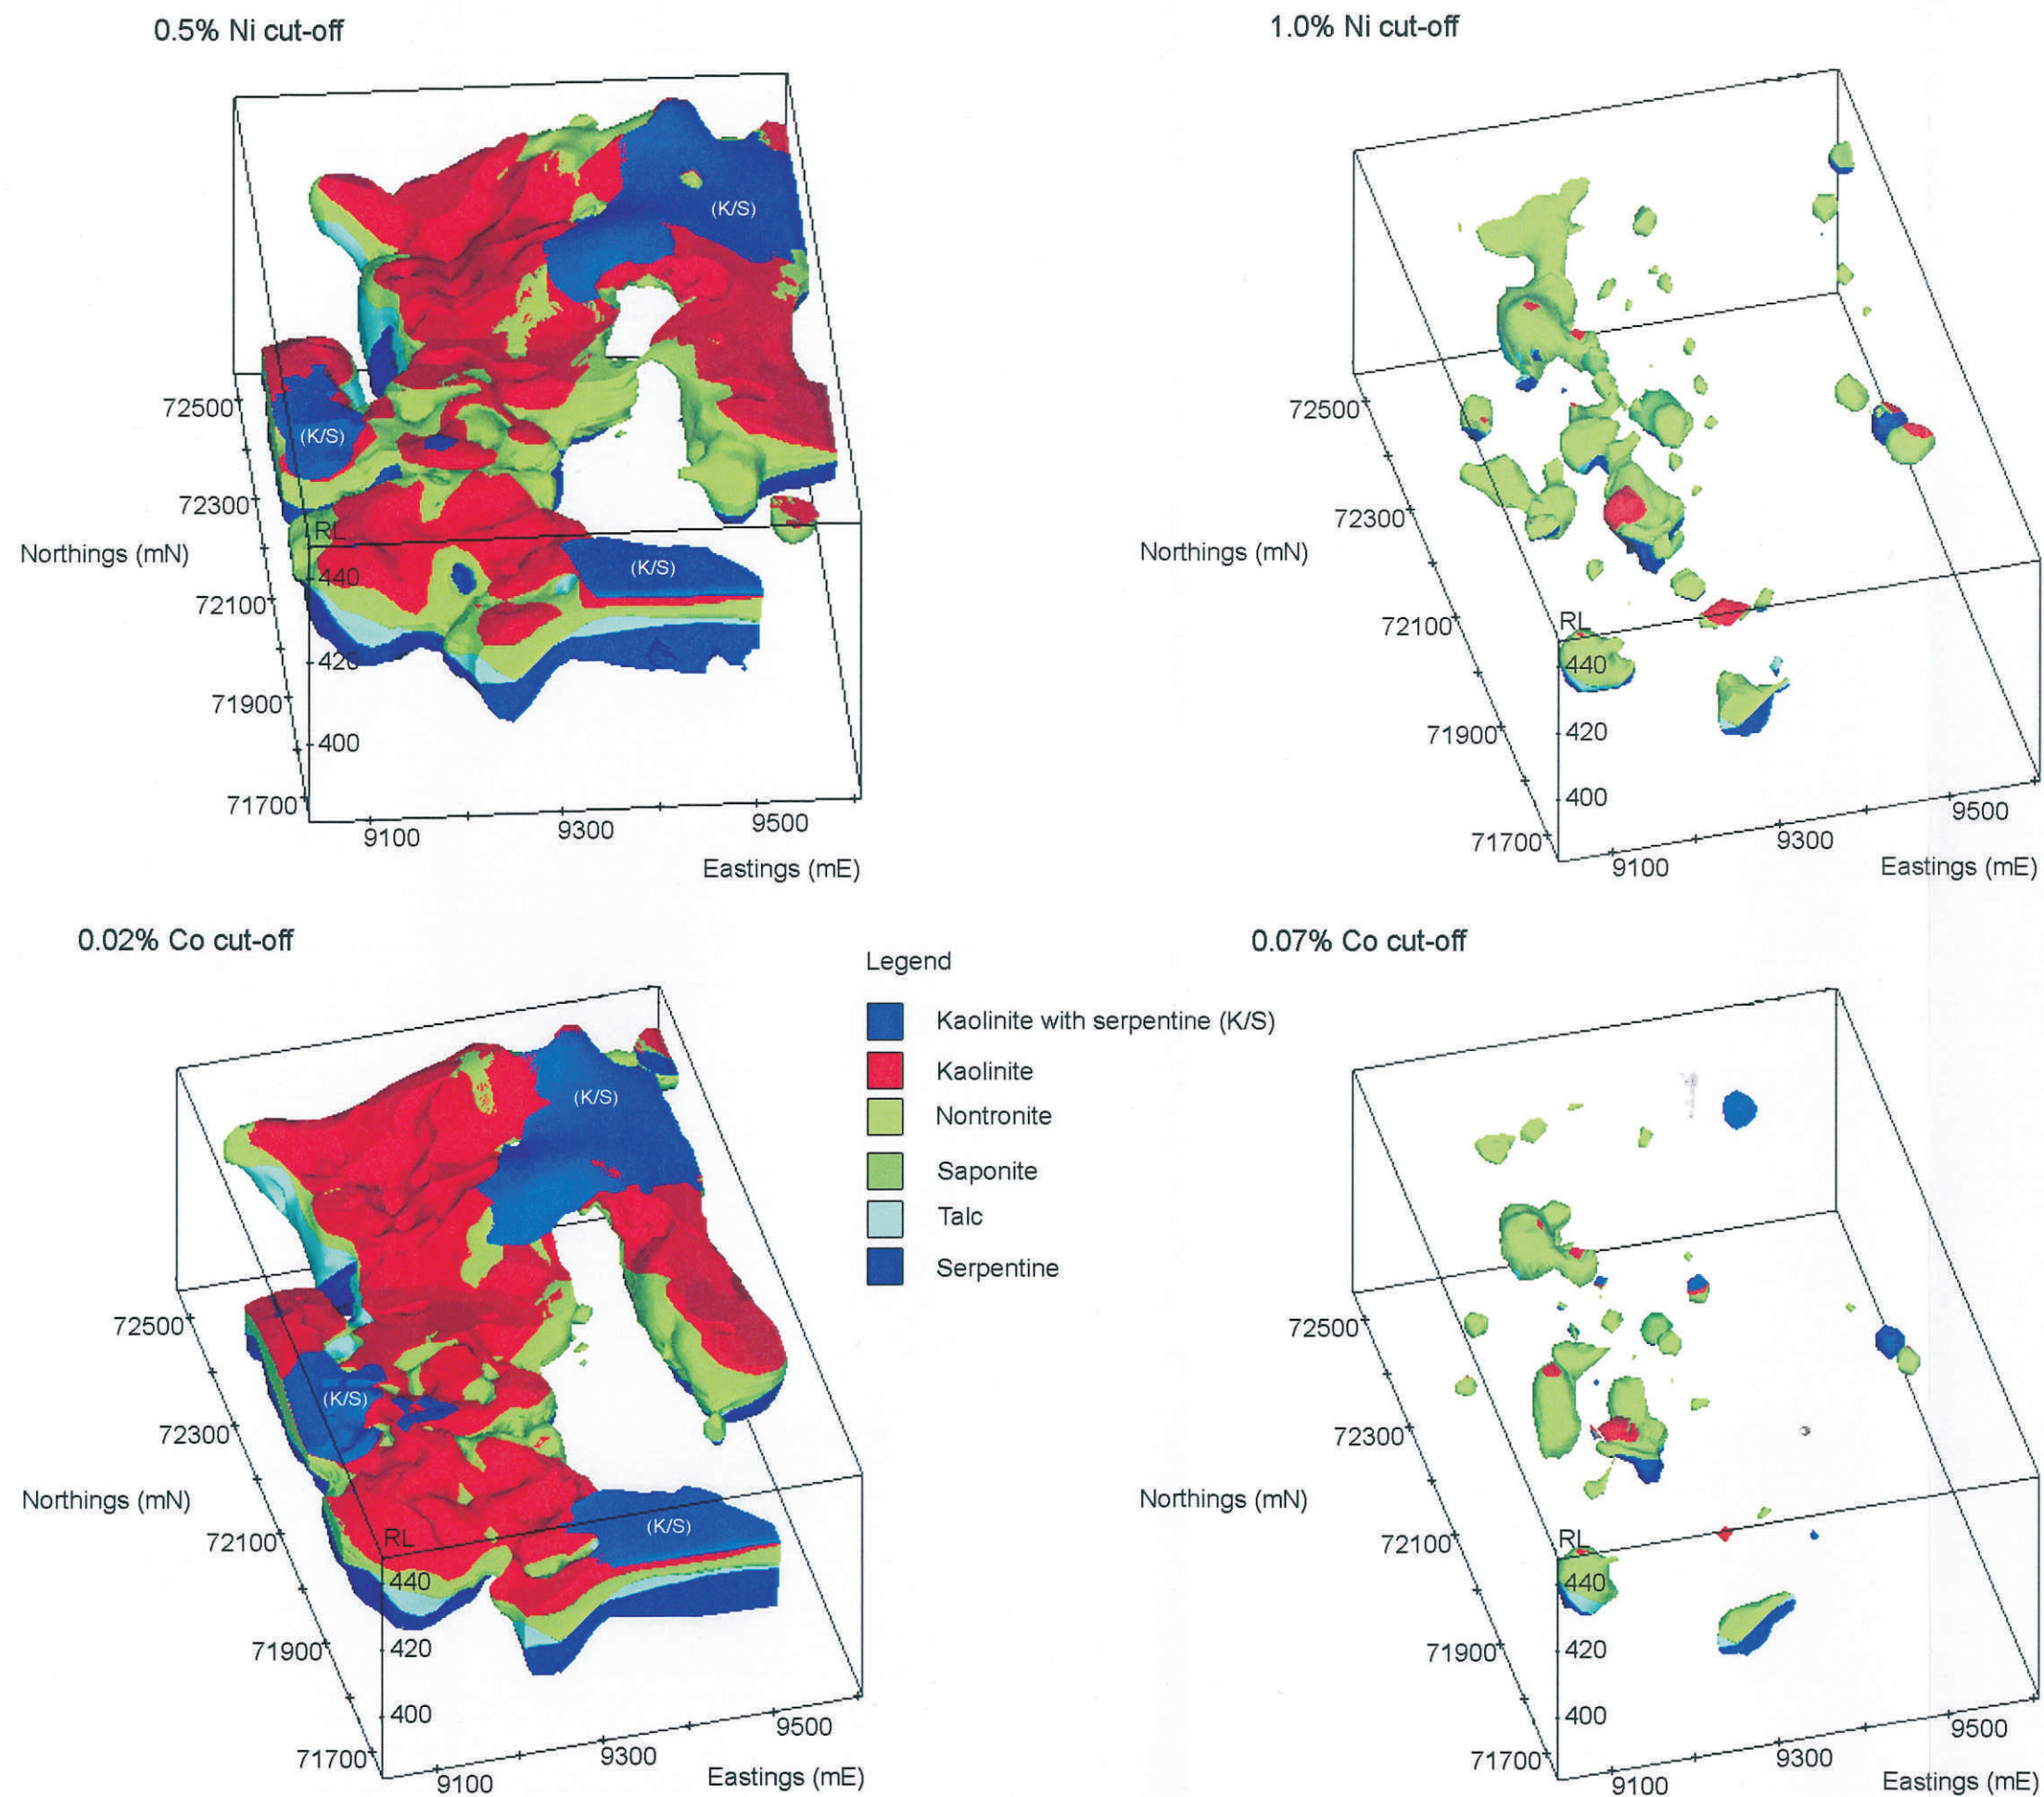 0.5% Ni cut-off
(K/S)
(K/S)
(K/S)
72500
72300
Northings (mN)
72100
71900
71700
RL
440
420
400
9100
9300
9500
Eastings (mE)
1.0% Ni cut-off
72500
72300
Northings (mN)
72100
71900
71700
RL
440
420
400
9100
9300
9500
Eastings (mE)
0.02% Co cut-off
(K/S)
(K/S)
(K/S)
72500
72300
Northings (mN)
72100
71900
71700
RL
440
420
400
9100
9300
9500
Eastings (mE)
Legend
Kaolinite with serpentine (K/S)
Kaolinite
Nontronite
Saponite
Talc
Serpentine
0.07% Co cut-off
72500
72300
Northings (mN)
72100
71900
71700
RL
440
420
400
9100
9300
9500
Eastings (mE)